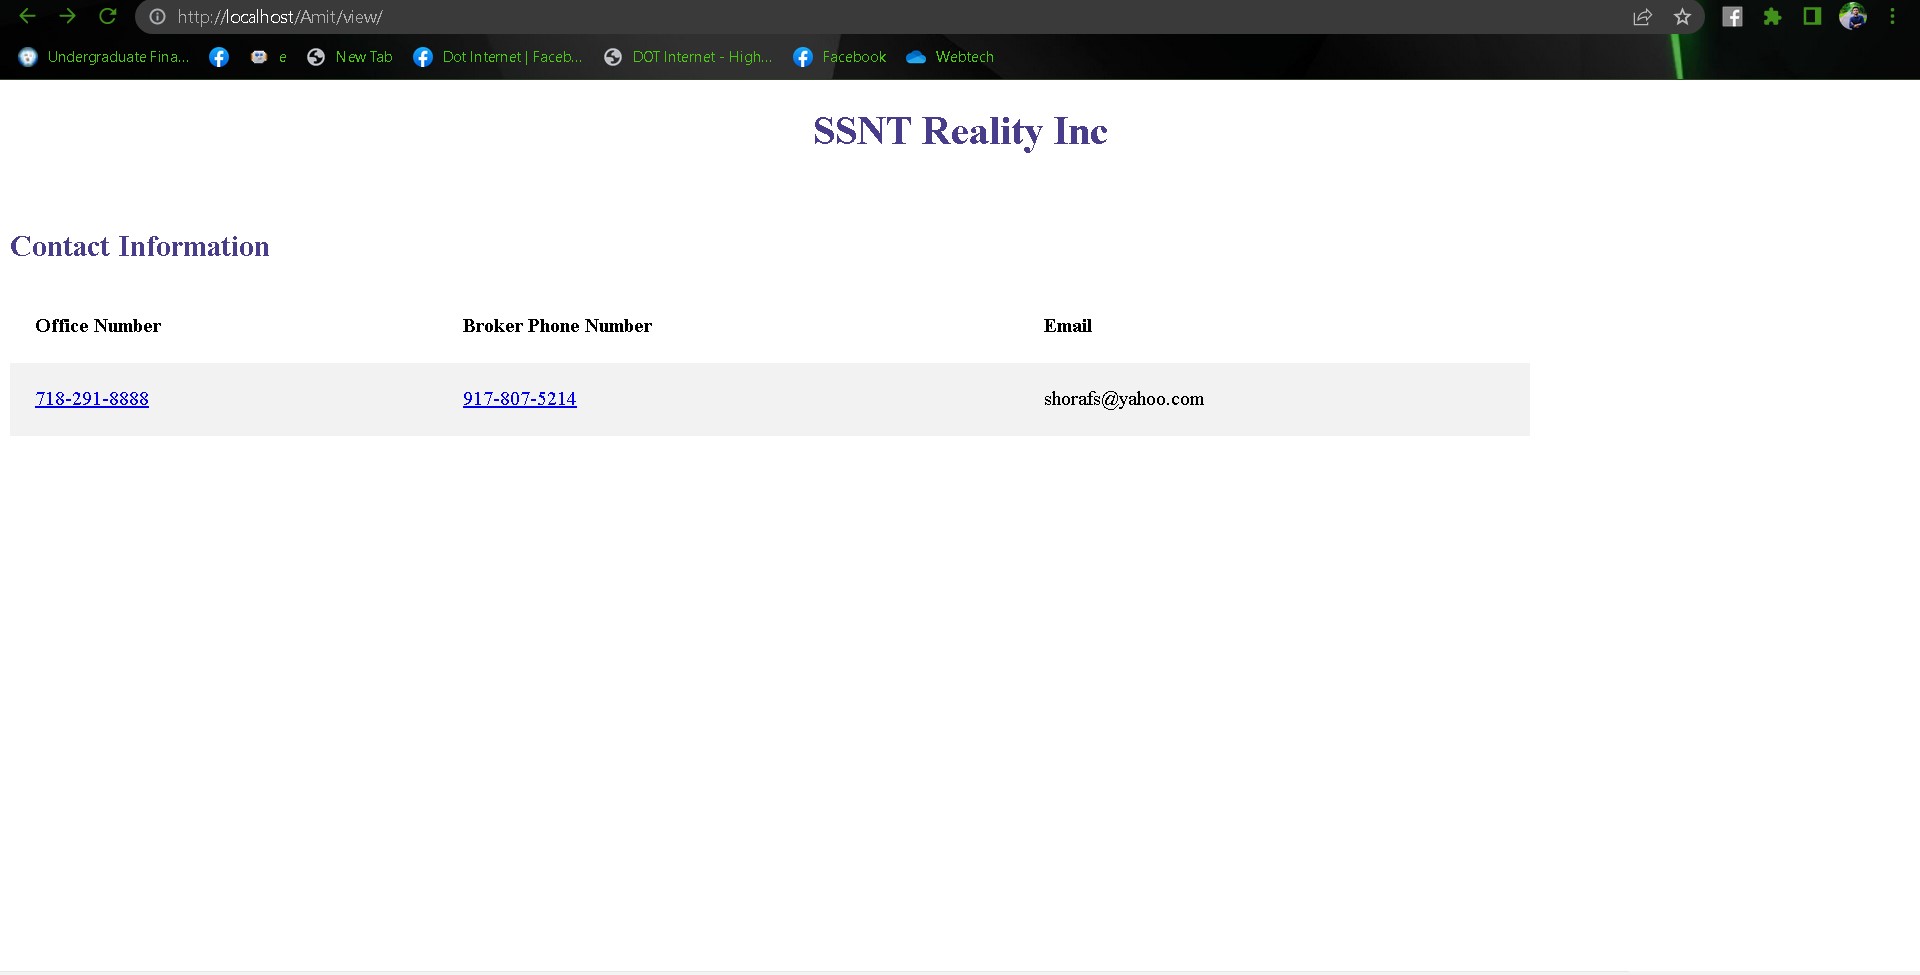 http://localhost/Amit/view/
Undergraduate Fina... e New Tab Dot Internet | Faceb... DOT Internet - High... Facebook Webtech
SSNT Reality Inc
Contact Information
Office Number Broker Phone Number Email
718-291-8888 917-807-5214 shorafs@yahoo.com